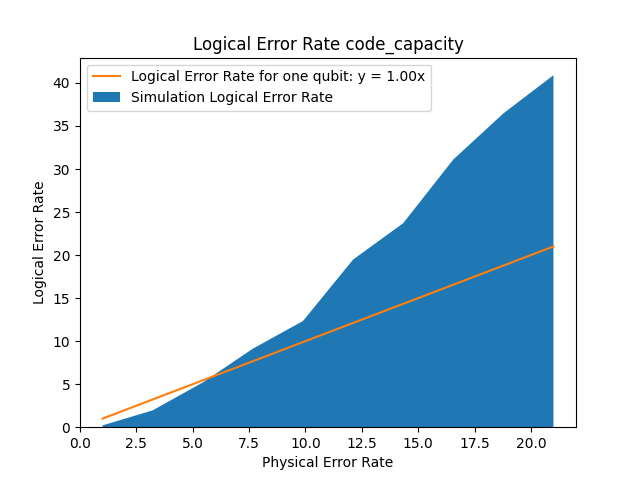 Logical Error Rate code_capacity
Logical Error Rate for one qubit: y = 1.00x
Simulation Logical Error Rate
Logical Error Rate
40
35
30
25
20
15
10
5
0
0.0 2.5 5.0 7.5 10.0 12.5 15.0 17.5 20.0
Physical Error Rate